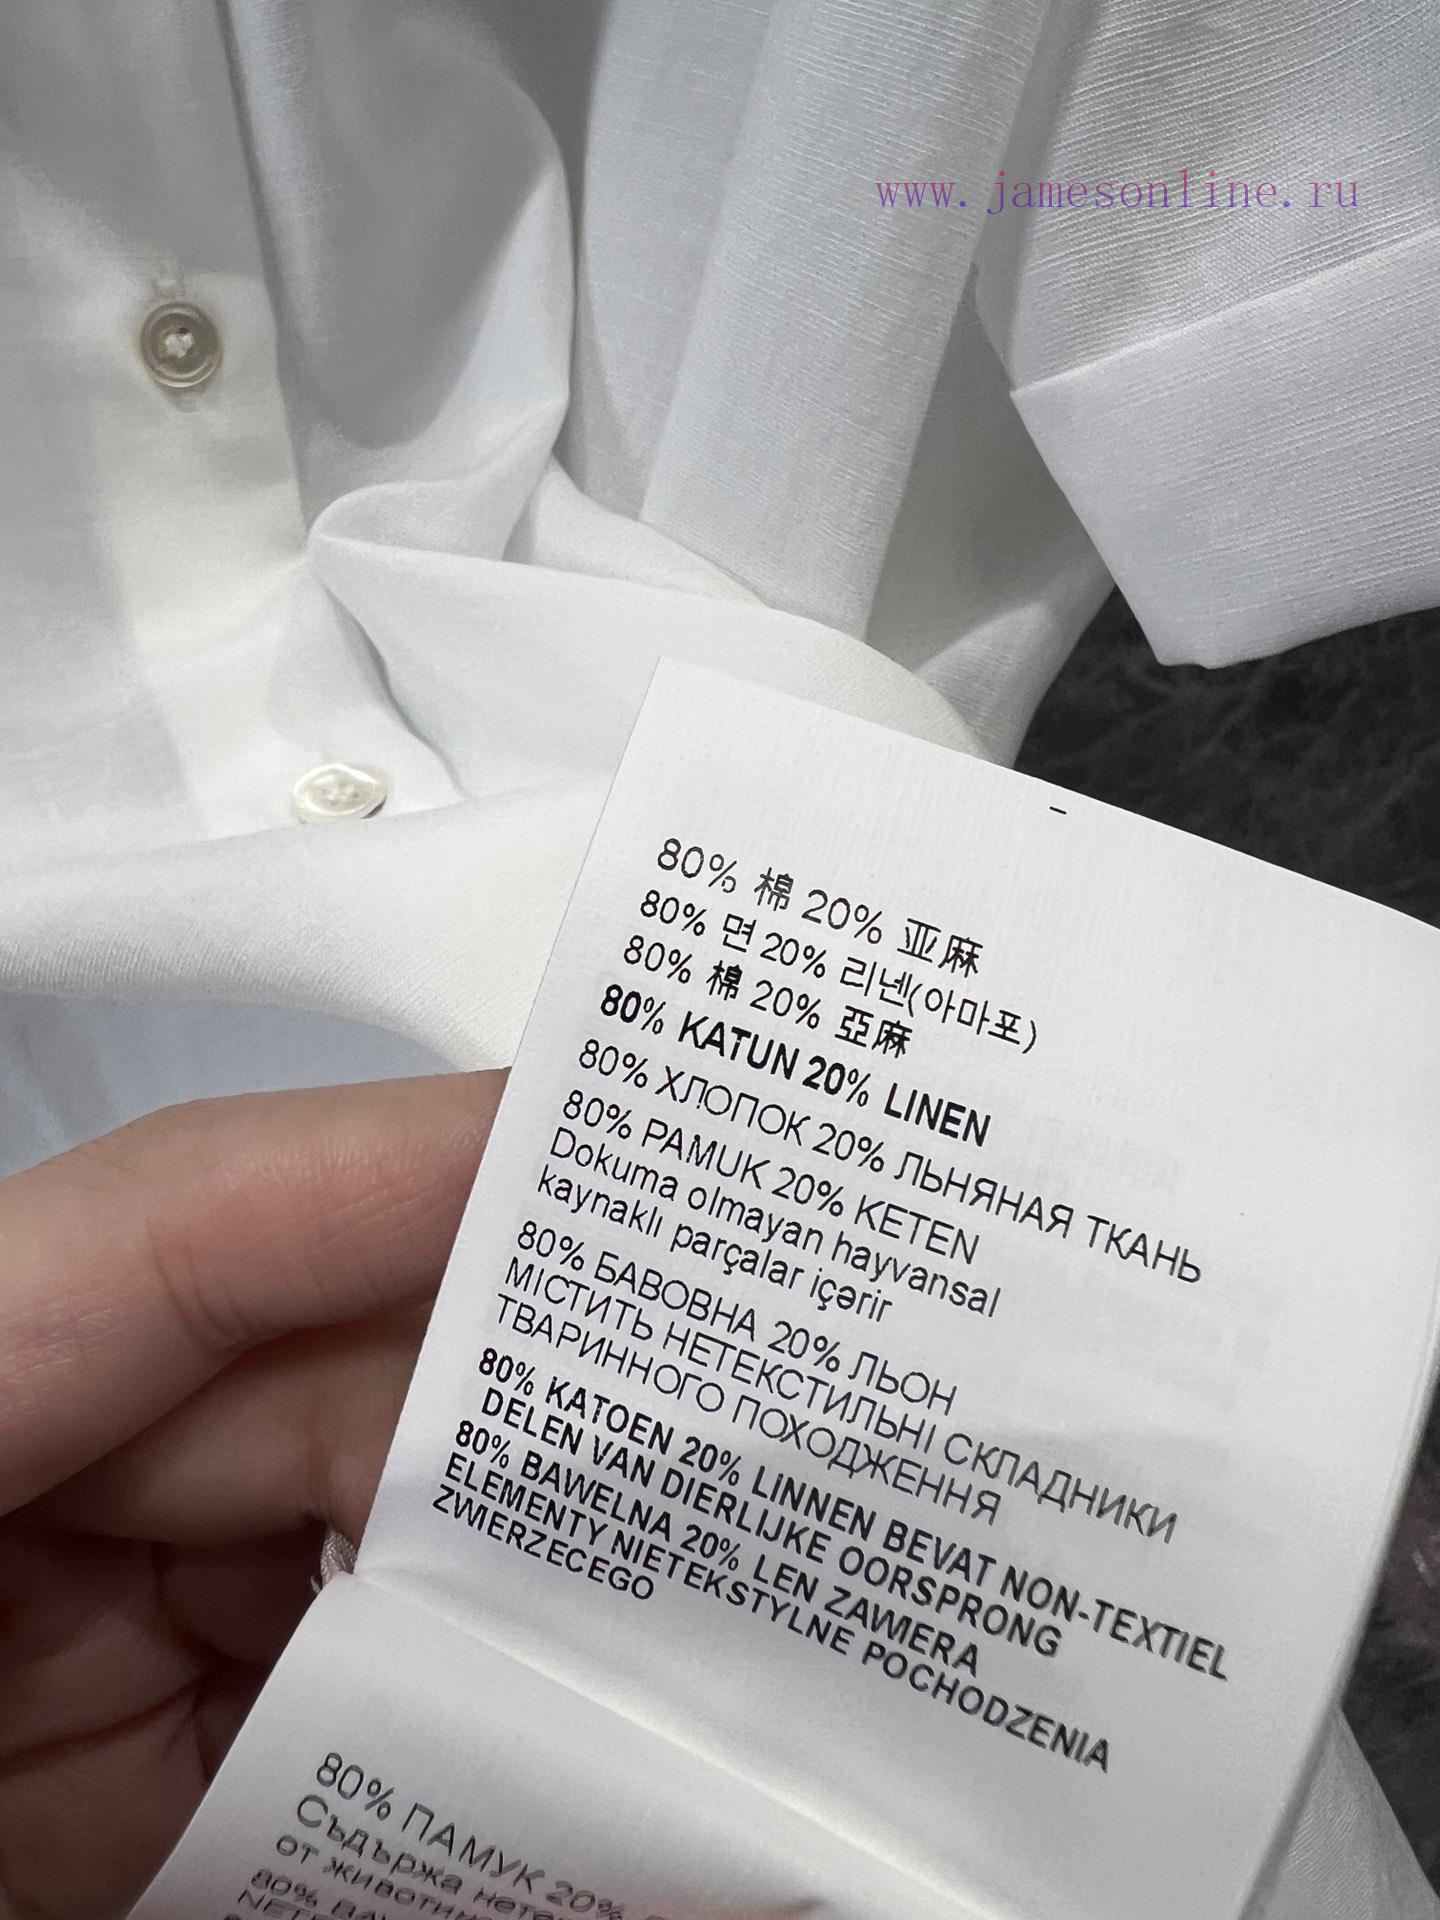 www.jamesonline.ru
80% 棉 20% 亚麻
80% 면 20% 리넨(아마포)
80% 棉 20% 亞麻
80% KATUN 20% LINEN
80% ХЛОПОК 20% ЛЬНЯНАЯ ТКАНЬ
80% PAMUK 20% KETEN
Dokuma olmayan hayvansal
kaynaklı parçalar içərir
80% БАВОВНА 20% ЛЬОН
МІСТИТЬ НЕТЕКСТИЛЬНІ СКЛАДНИКИ
ТВАРИННОГО ПОХОДЖЕННЯ
80% KATOEN 20% LINNEN BEVAT NON-TEXTIEL
DELEN VAN DIERLIJKE OORSPRONG
80% BAWELNA 20% LEN ZAWIERA
ELEMENTY NIETEKSTYLNE POCHODZENIA
ZWIERZECEGO
80% ПАМУК 20%
Съдържа
от
80%